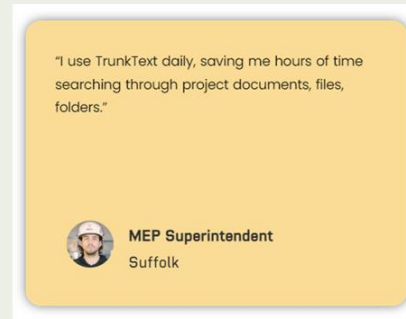 “I use TrunkText daily, saving me hours of time
searching through project documents, files,
folders.”
MEP Superintendent
Suffolk